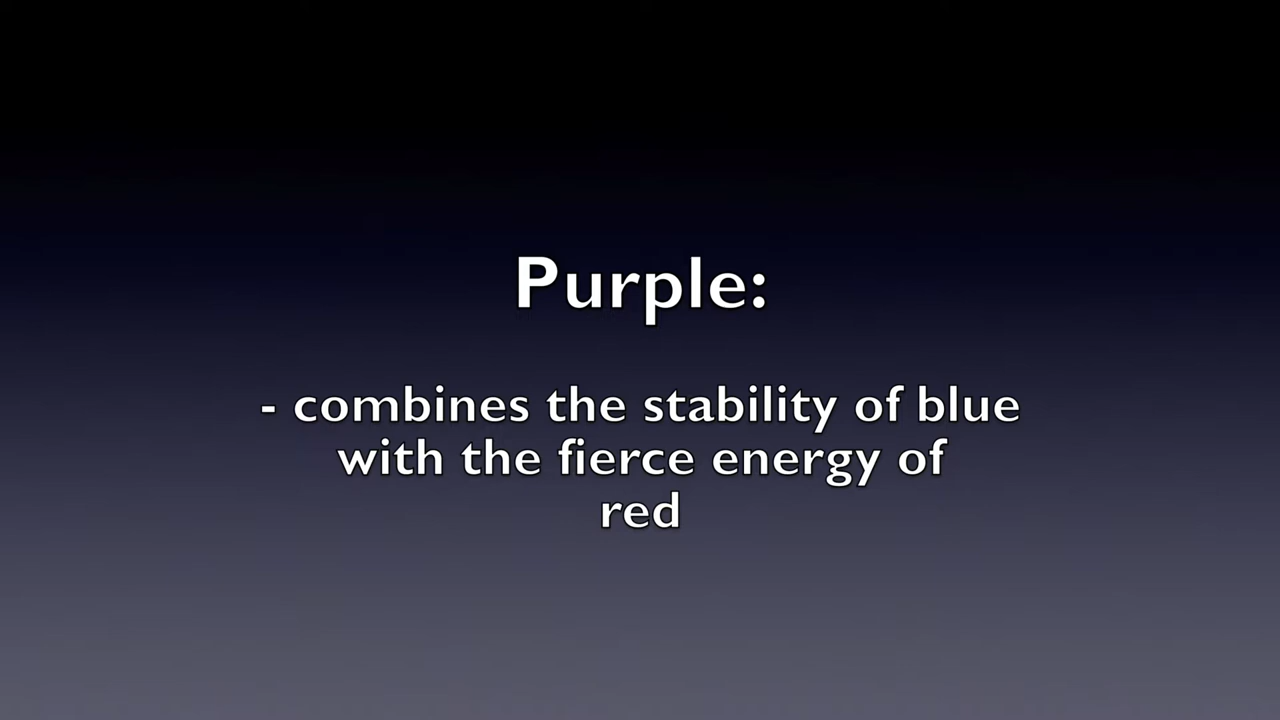 Purple:
- combines the stability of blue
with the fierce energy of
red